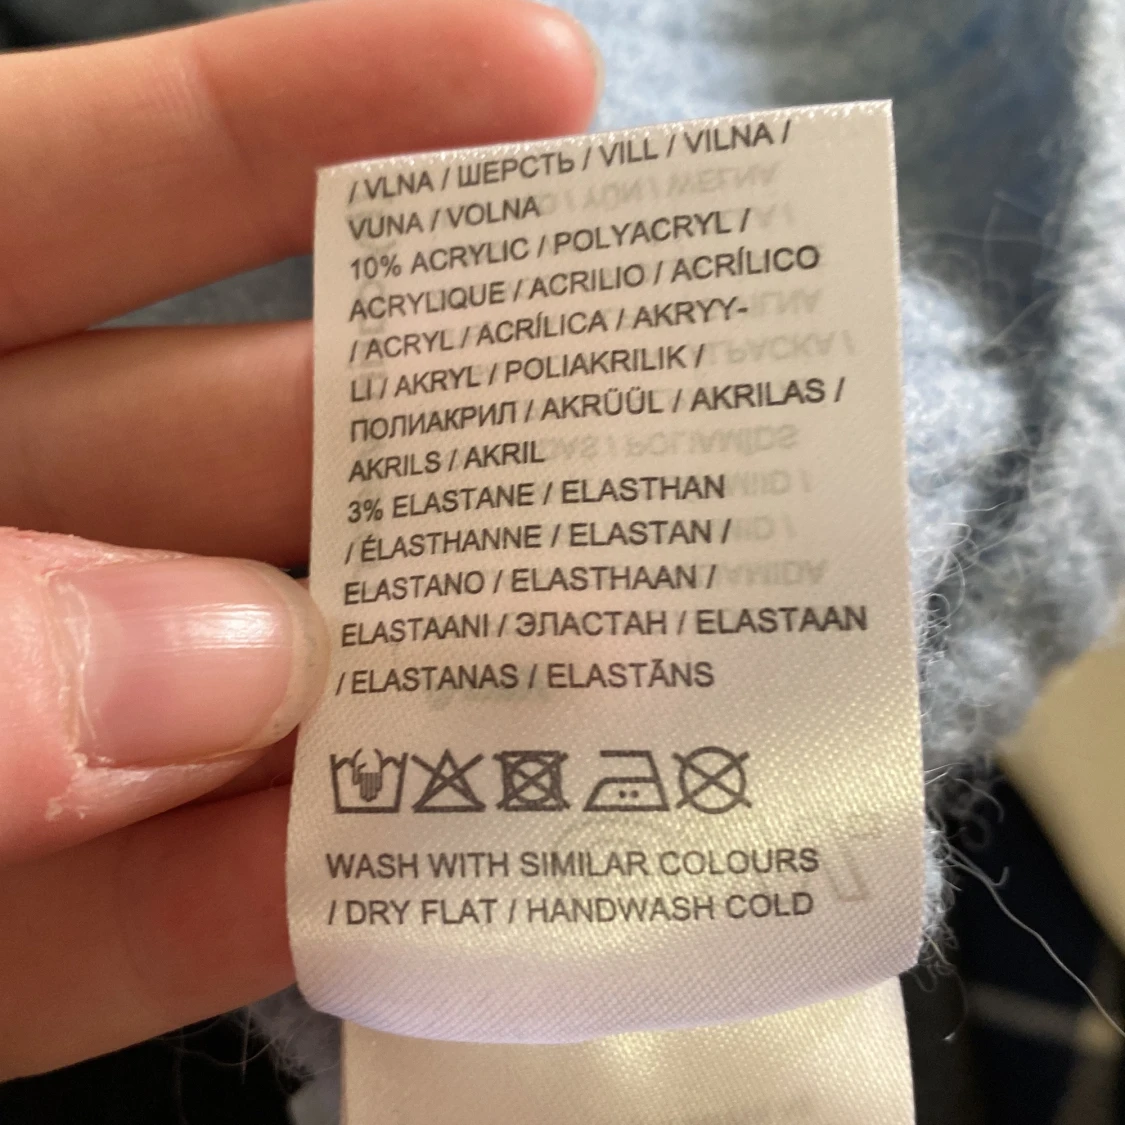 / VLNA / ШЕРСТЬ / VILL / VILNA /
VUNA / VOLNA
10% ACRYLIC / POLYACRYL /
ACRYLIQUE / ACRILIO / ACRÍLICO
/ ACRYL / ACRÍLICA / AKRYY-
LI / AKRYL / POLIAKRILIK /
ПОЛИАКРИЛ / AKRÜÜL / AKRILAS /
AKRILS / AKRIL
3% ELASTANE / ELASTHAN
/ ÉLASTHANNE / ELASTAN /
ELASTANO / ELASTHAAN /
ELASTAANI / ЭЛАСТАН / ELASTAAN
/ ELASTANAS / ELASTĀNS
WASH WITH SIMILAR COLOURS
/ DRY FLAT / HANDWASH COLD